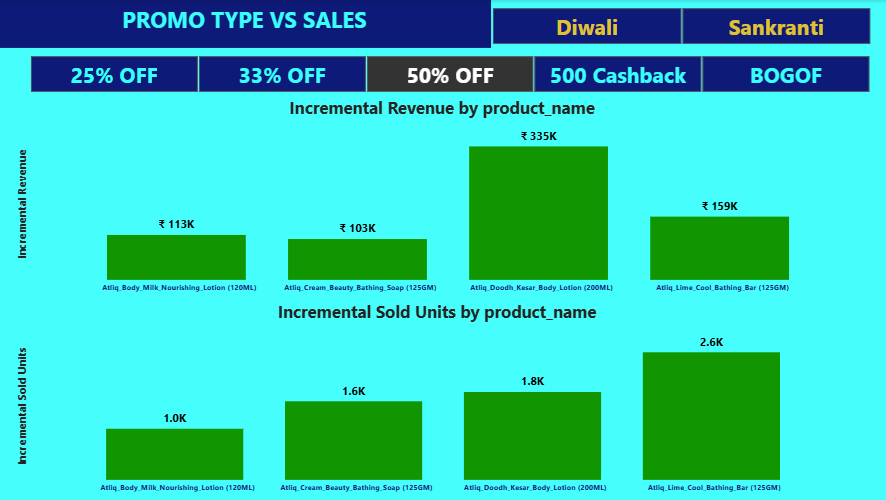 PROMO TYPE VS SALES
Diwali
Sankranti
25% OFF
33% OFF
50% OFF
500 Cashback
BOGOF
Incremental Revenue by product_name
Incremental Revenue
₹ 113K
₹ 103K
₹ 335K
₹ 159K
Atliq_Body_Milk_Nourishing_Lotion (120ML)
Atliq_Cream_Beauty_Bathing_Soap (125GM)
Atliq_Doodh_Kesar_Body_Lotion (200ML)
Atliq_Lime_Cool_Bathing_Bar (125GM)
Incremental Sold Units by product_name
Incremental Sold Units
1.0K
1.6K
1.8K
2.6K
Atliq_Body_Milk_Nourishing_Lotion (120ML)
Atliq_Cream_Beauty_Bathing_Soap (125GM)
Atliq_Doodh_Kesar_Body_Lotion (200ML)
Atliq_Lime_Cool_Bathing_Bar (125GM)